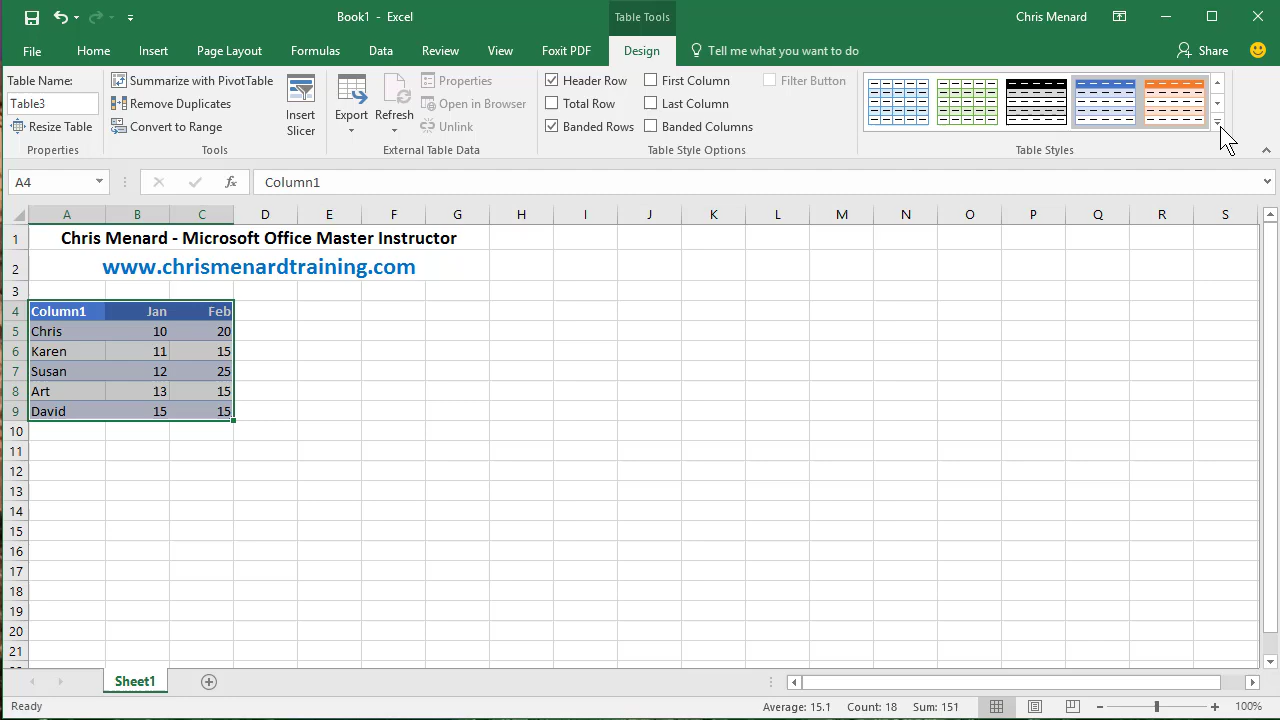 Book1 - Excel
Table Tools
Chris Menard
File Home Insert Page Layout Formulas Data Review View Foxit PDF Design Tell me what you want to do Share
Table Name:
Table3
Resize Table
Properties
Summarize with PivotTable
Remove Duplicates
Convert to Range
Insert
Slicer
Tools
Export
Refresh
Properties
Open in Browser
Unlink
External Table Data
Header Row
Total Row
Banded Rows
First Column
Last Column
Banded Columns
Filter Button
Table Style Options
Table Styles
A4 fx Column1
A B C D E F G H I J K L M N O P Q R S
1 Chris Menard - Microsoft Office Master Instructor
2 www.chrismenardtraining.com
3
4 Column1 Jan Feb
5 Chris 10 20
6 Karen 11 15
7 Susan 12 25
8 Art 13 15
9 David 15 15
10
11
12
13
14
15
16
17
18
19
20
21
Sheet1
Ready Average: 15.1 Count: 18 Sum: 151 100%